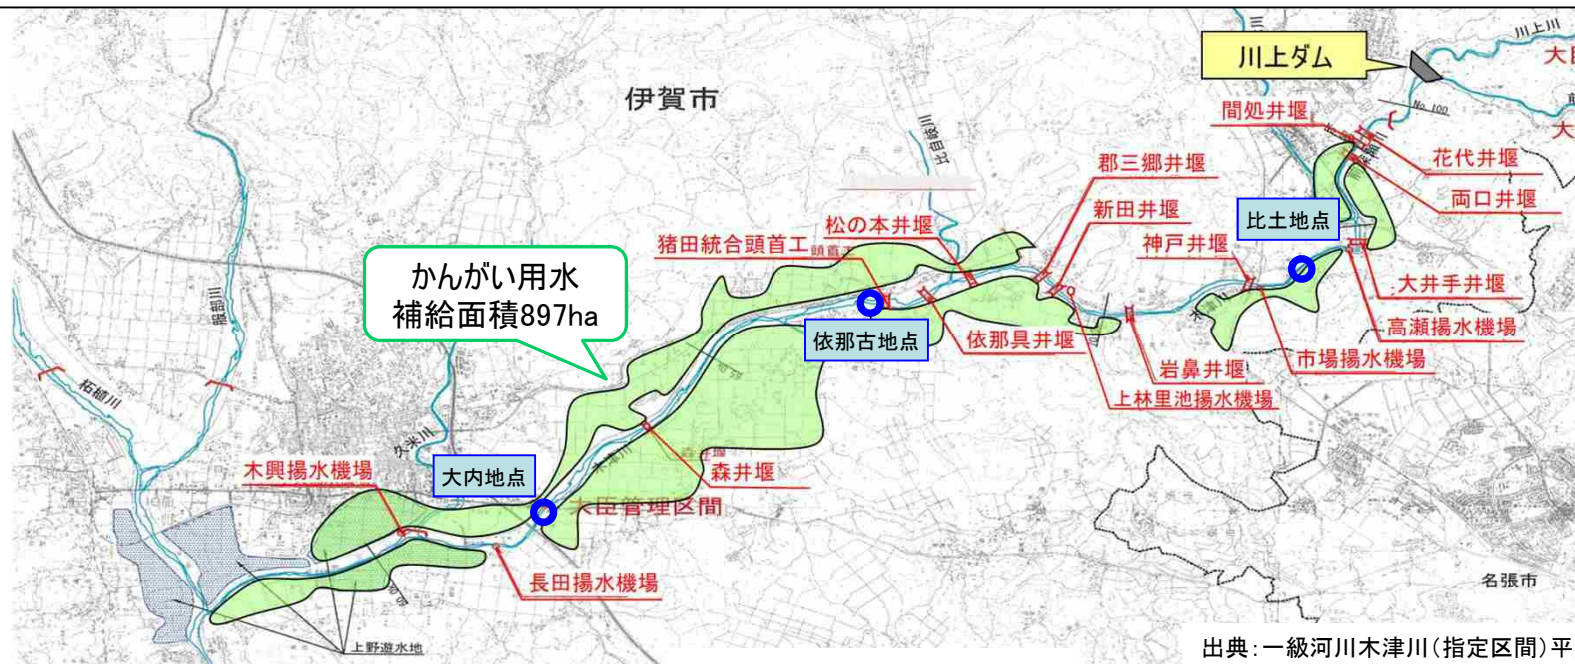 川上川
川上ダム
伊賀市
No. 100
間処井堰
比自岐川
花代井堰
郡三郷井堰
両口井堰
新田井堰
比土地点
松の本井堰
猪田統合頭首工
神戸井堰
かんがい用水
補給面積897ha
服部川
大井手井堰
高瀬揚水機場
依那古地点
依那具井堰
市場揚水機場
岩鼻井堰
上林里池揚水機場
柘植川
久米川
木津川
森井堰
木興揚水機場
大内地点
大臣管理区間
長田揚水機場
名張市
上野遊水地
出典：一級河川木津川（指定区間）平